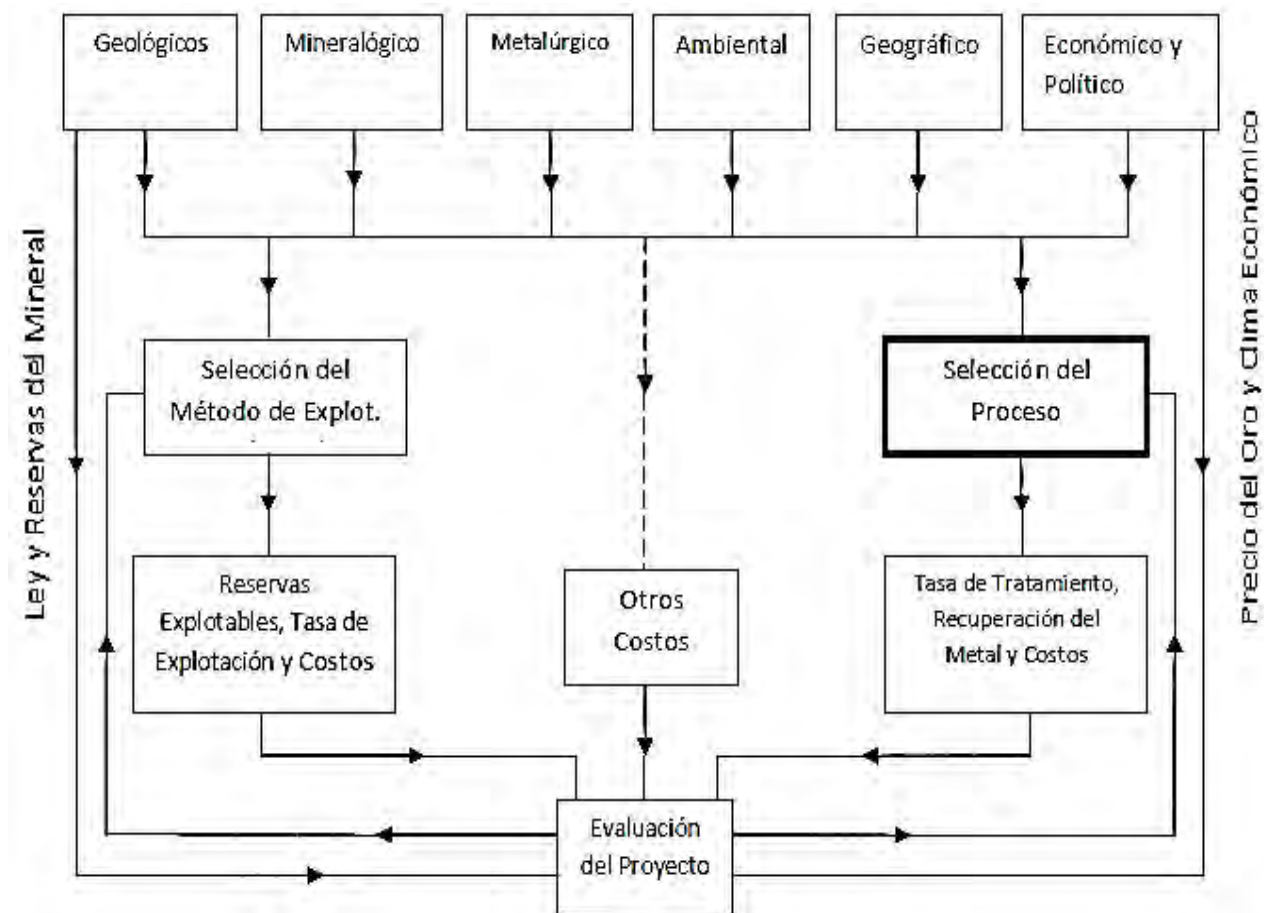 Geológicos
Mineralógico
Metalúrgico
Ambiental
Geográfico
Económico y
Político
Ley y Reservas del Mineral
Precio del Oro y Clima Económico
Selección del
Método de Explot.
Selección del
Proceso
Reservas
Explotables, Tasa de
Explotación y Costos
Otros
Costos
Tasa de Tratamiento,
Recuperación del
Metal y Costos
Evaluación
del Proyecto